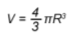 V = 4/3 πR³